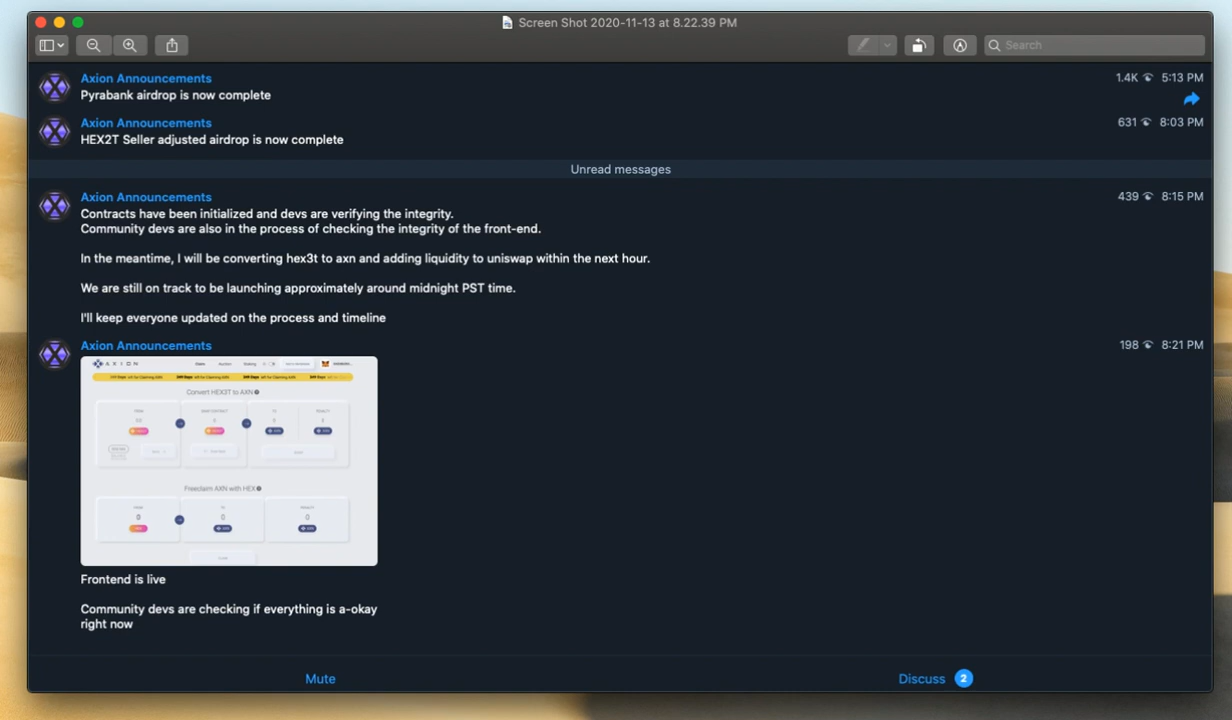 Screen Shot 2020-11-13 at 8.22.39 PM
Search
Axion Announcements
1.4K 5:13 PM
Pyrabank airdrop is now complete
Axion Announcements
631 8:03 PM
HEX2T Seller adjusted airdrop is now complete
Unread messages
Axion Announcements
439 8:15 PM
Contracts have been initialized and devs are verifying the integrity.
Community devs are also in the process of checking the integrity of the front-end.
In the meantime, I will be converting hex3t to axn and adding liquidity to uniswap within the next hour.
We are still on track to be launching approximately around midnight PST time.
I'll keep everyone updated on the process and timeline
Axion Announcements
198 8:21 PM
AXION
Convert HEX3T to AXN
Freeclaim AXN with HEX
0 0 0
Frontend is live
Community devs are checking if everything is a-okay
right now
Mute
Discuss 2